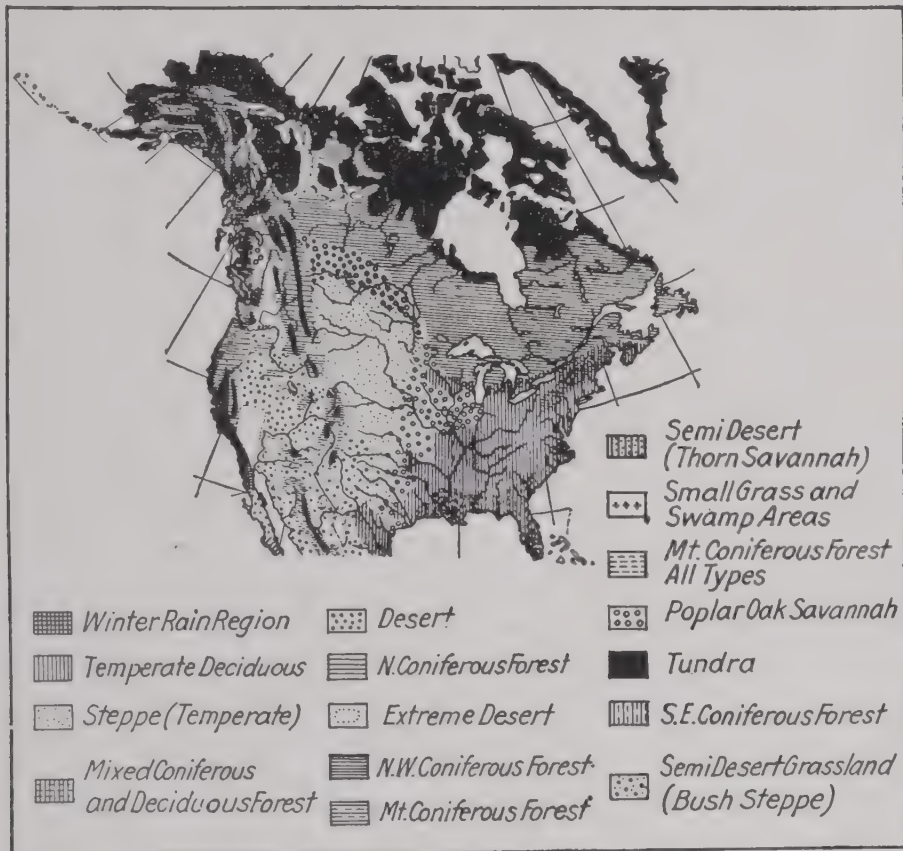 Semi Desert
(Thorn Savannah)
Small Grass and
Swamp Areas
Mt. Coniferous Forest
All Types
Poplar Oak Savannah
Tundra
S.E. Coniferous Forest
Semi Desert Grassland
(Bush Steppe)
Winter Rain Region
Temperate Deciduous
Steppe (Temperate)
Mixed Coniferous
and Deciduous Forest
Desert
N. Coniferous Forest
Extreme Desert
N.W. Coniferous Forest.
Mt. Coniferous Forest